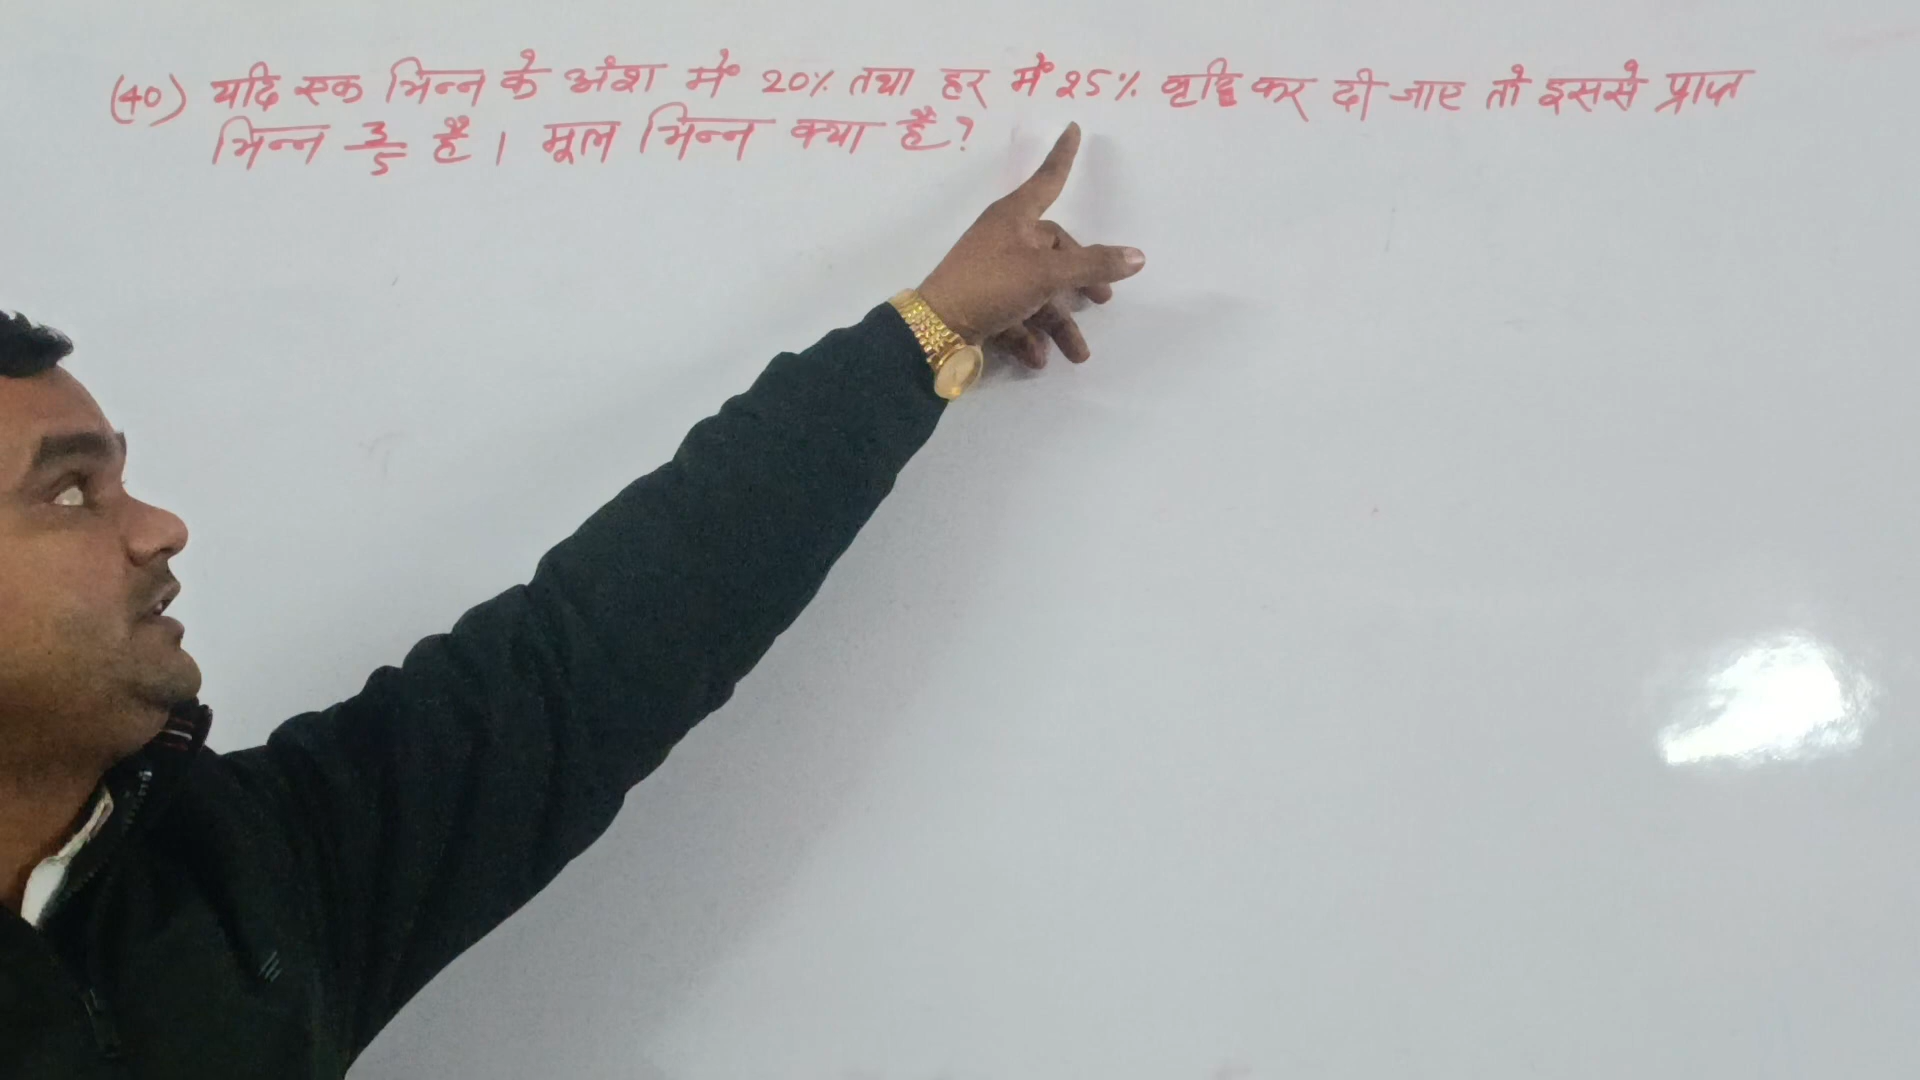 (40) यदि एक भिन्न के अंश में 20% तथा हर में 25% वृद्धि कर दी जाए तो इससे प्राप्त
भिन्न 3/5 है। मूल भिन्न क्या है?